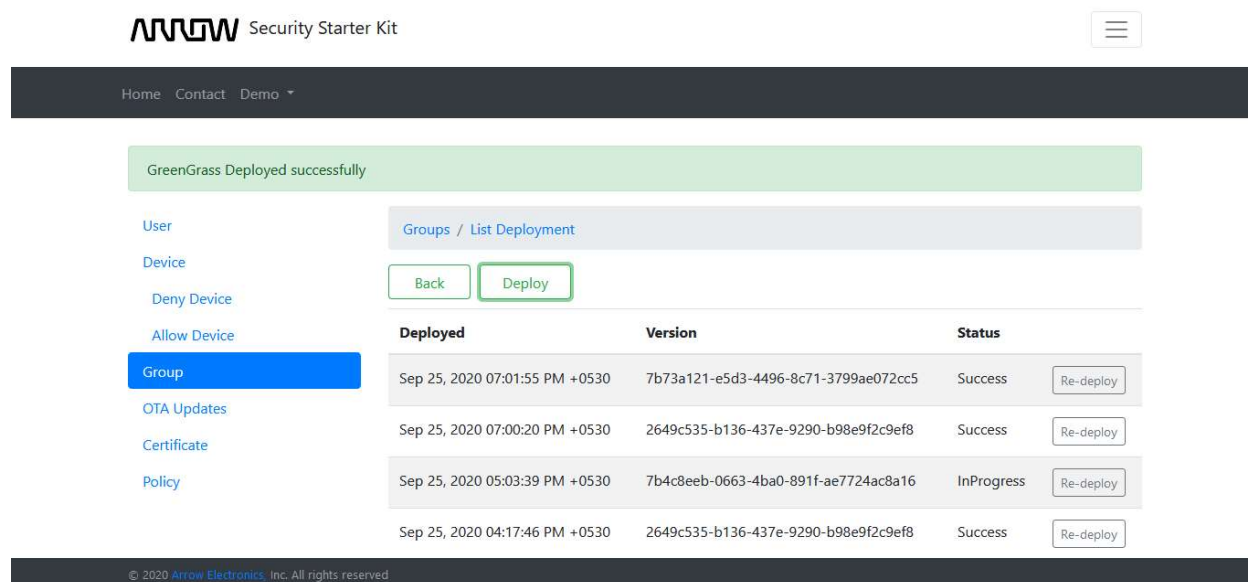 ARROW Security Starter Kit
Home Contact Demo
GreenGrass Deployed successfully
User
Device
Deny Device
Allow Device
Group
OTA Updates
Certificate
Policy
Groups / List Deployment
Back Deploy
Deployed Version Status
Sep 25, 2020 07:01:55 PM +0530 7b73a121-e5d3-4496-8c71-3799ae072cc5 Success Re-deploy
Sep 25, 2020 07:00:20 PM +0530 2649c535-b136-437e-9290-b98e9f2c9ef8 Success Re-deploy
Sep 25, 2020 05:03:39 PM +0530 7b4c8eeb-0663-4ba0-891f-ae7724ac8a16 InProgress Re-deploy
Sep 25, 2020 04:17:46 PM +0530 2649c535-b136-437e-9290-b98e9f2c9ef8 Success Re-deploy
© 2020 Arrow Electronics, Inc. All rights reserved